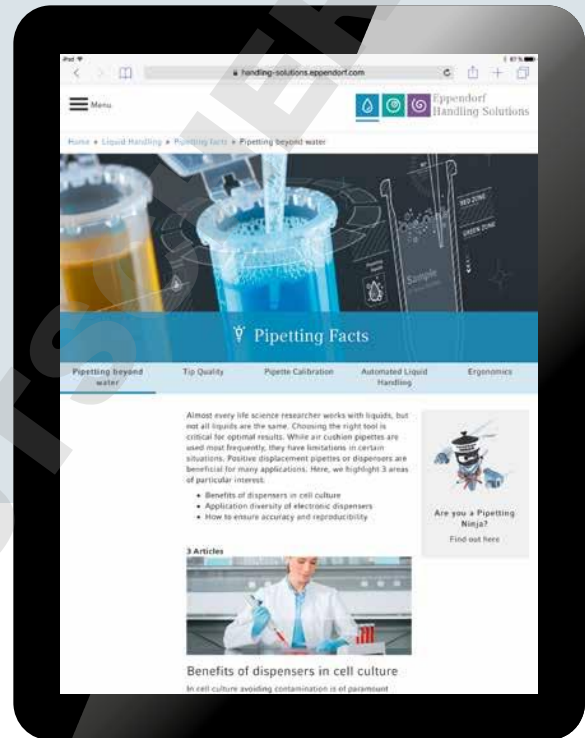 iPad
87%
handling-solutions.eppendorf.com
Menu
Eppendorf
Handling Solutions
Home » Liquid Handling » Pipetting Facts » Pipetting beyond water
RED ZONE
GREEN ZONE
Sample
Pipetting Facts
Pipetting beyond
water
Tip Quality
Pipette Calibration
Automated Liquid
Handling
Ergonomics
Almost every life science researcher works with liquids, but
not all liquids are the same. Choosing the right tool is
critical for optimal results. While air cushion pipettes are
used most frequently, they have limitations in certain
situations. Positive displacement pipettes or dispensers are
beneficial for many applications. Here, we highlight 3 areas
of particular interest:
• Benefits of dispensers in cell culture
• Application diversity of electronic dispensers
• How to ensure accuracy and reproducibility
Are you a Pipetting
Ninja?
Find out here
3 Articles
Benefits of dispensers in cell culture
In cell culture avoiding contamination is of paramount